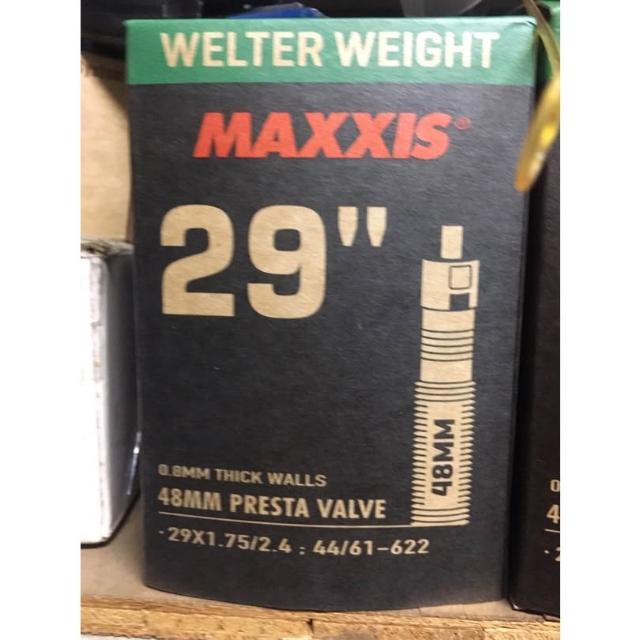 WELTER WEIGHT
MAXXIS®
29"
48MM
0.8MM THICK WALLS
48MM PRESTA VALVE
·29X1.75/2.4 : 44/61-622